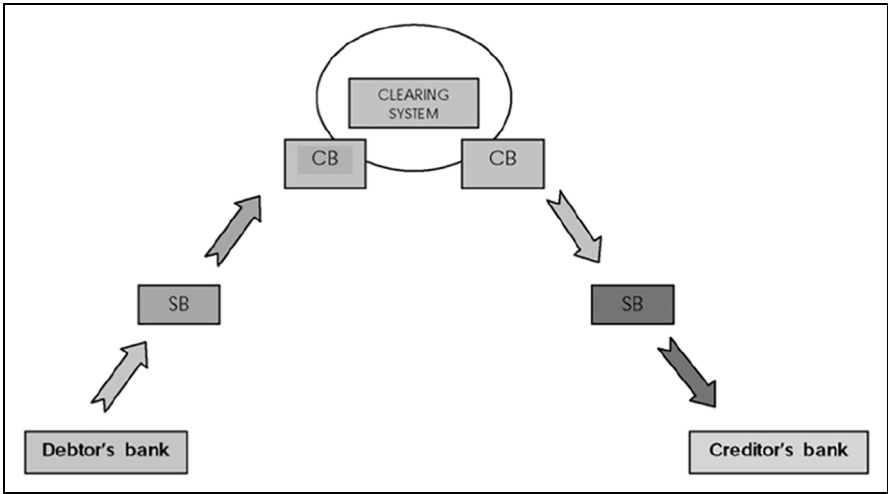 CLEARING
SYSTEM
CB
CB
SB
SB
Debtor's bank
Creditor's bank